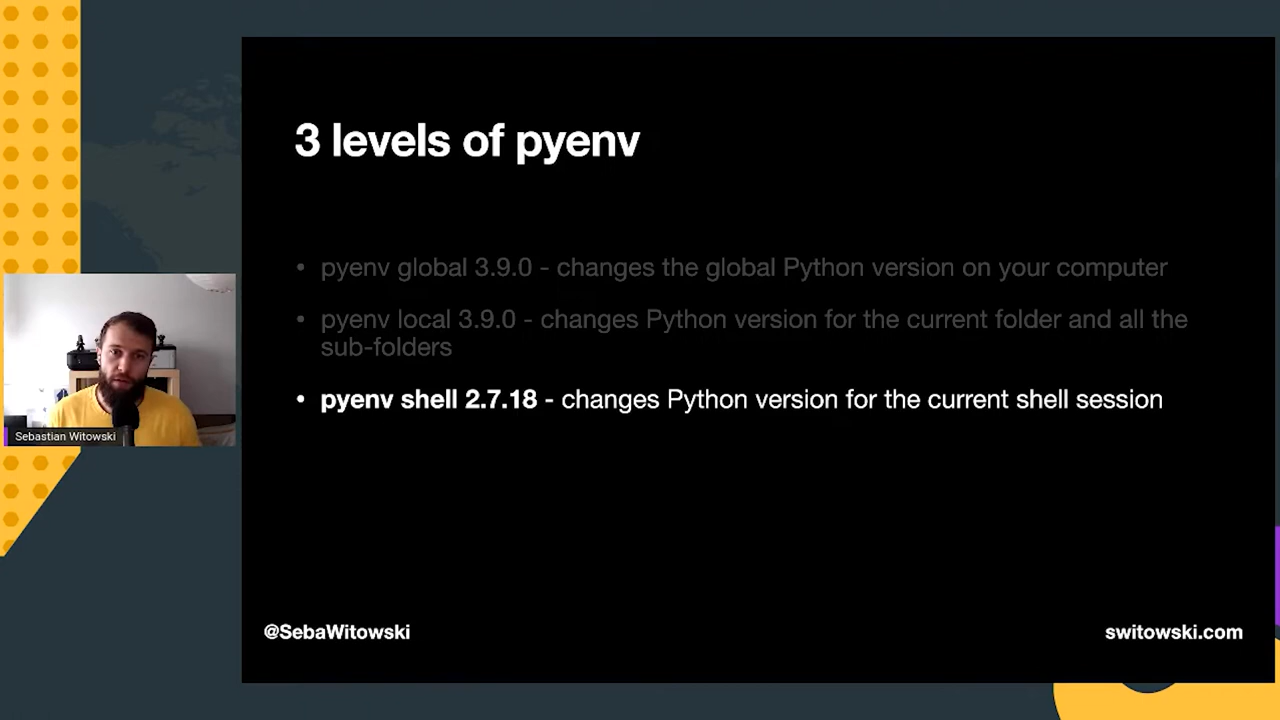 3 levels of pyenv
• pyenv global 3.9.0 - changes the global Python version on your computer
• pyenv local 3.9.0 - changes Python version for the current folder and all the
sub-folders
• pyenv shell 2.7.18 - changes Python version for the current shell session
Sebastian Witowski
@SebaWitowski
switowski.com